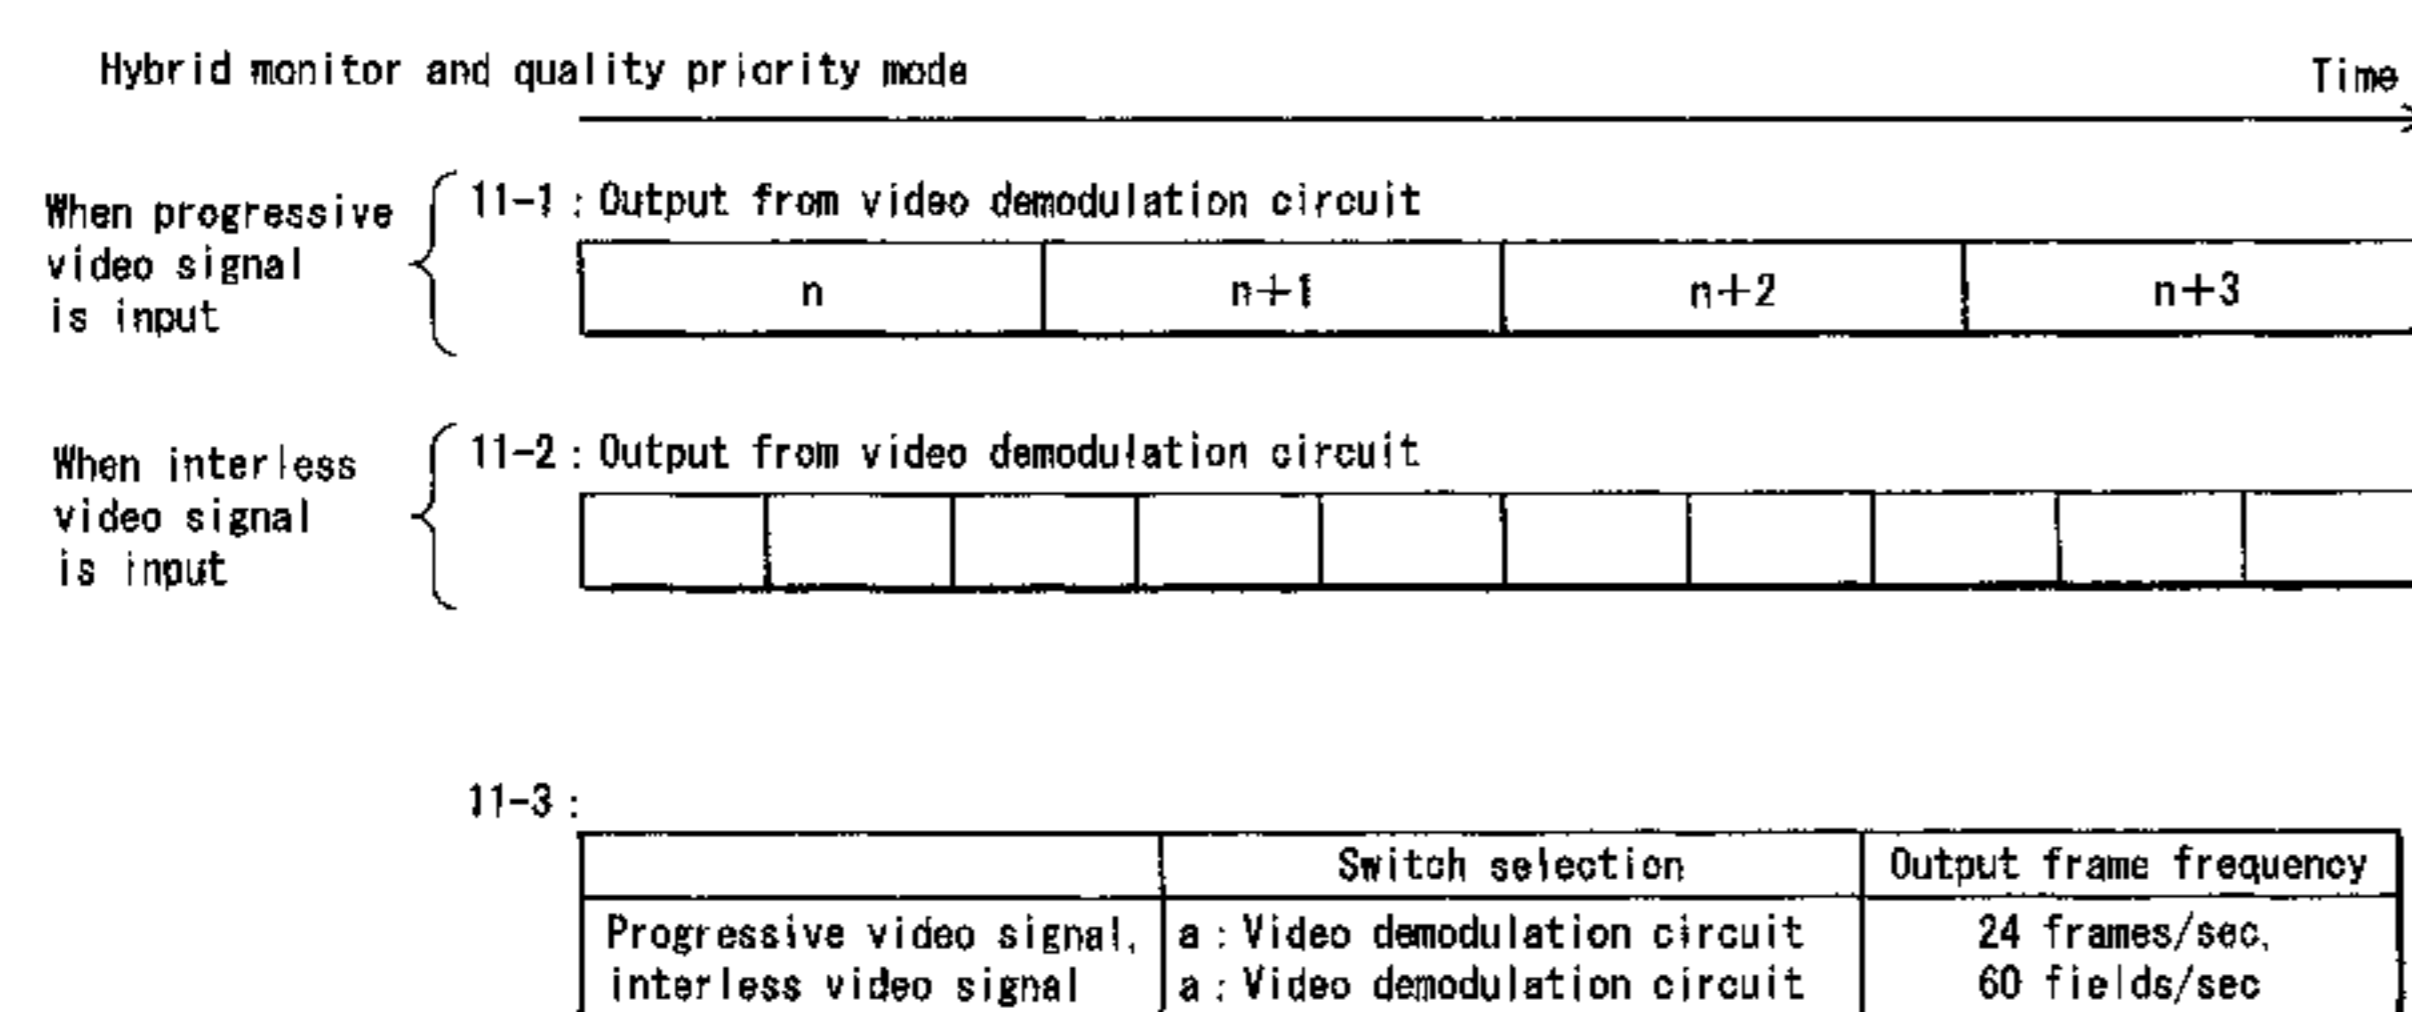 Hybrid monitor and quality priority mode
Time
When progressive
video signal
is input
11-1 : Output from video demodulation circuit
n n+1 n+2 n+3
When interless
video signal
is input
11-2 : Output from video demodulation circuit
11-3 :
Switch selection Output frame frequency
Progressive video signal, a : Video demodulation circuit 24 frames/sec,
interless video signal a : Video demodulation circuit 60 fields/sec